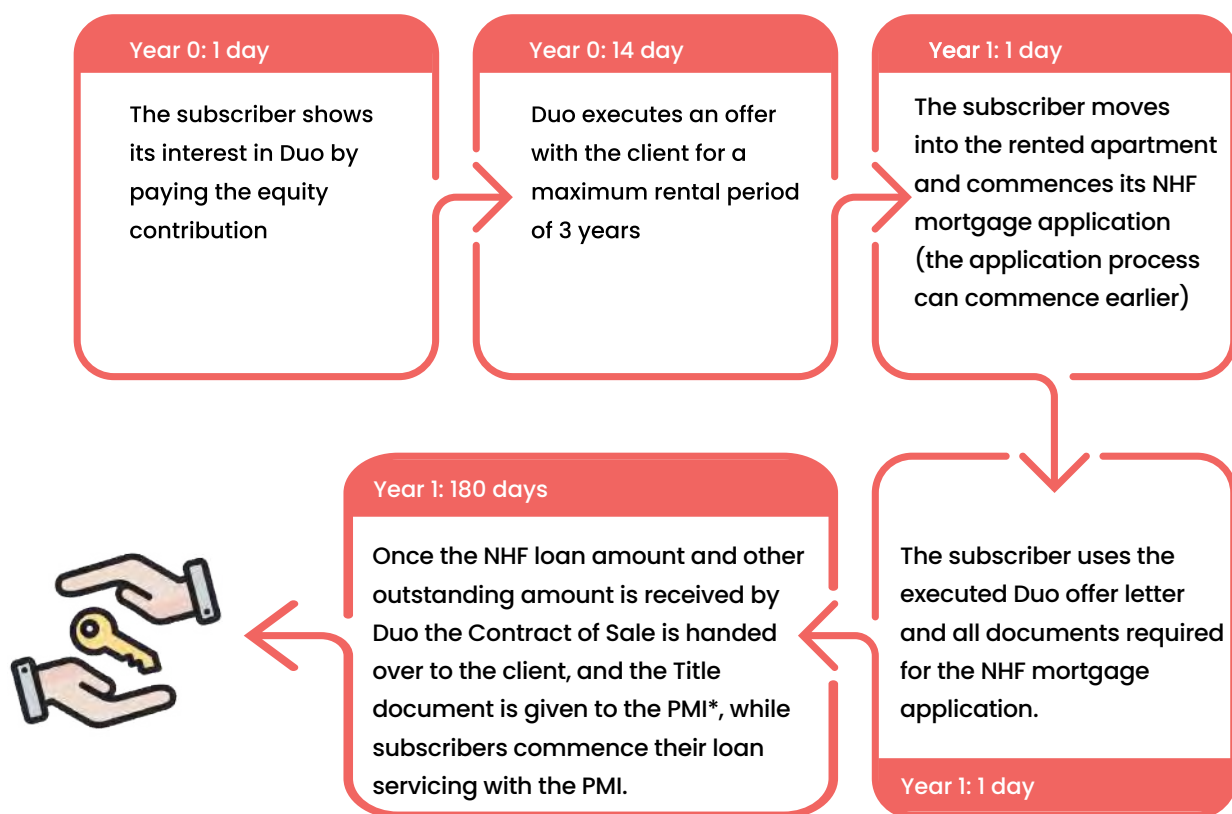 Year 0: 1 day
The subscriber shows
its interest in Duo by
paying the equity
contribution
Year 0: 14 day
Duo executes an offer
with the client for a
maximum rental period
of 3 years
Year 1: 1 day
The subscriber moves
into the rented apartment
and commences its NHF
mortgage application
(the application process
can commence earlier)
The subscriber uses the
executed Duo offer letter
and all documents required
for the NHF mortgage
application.
Year 1: 1 day
Year 1: 180 days
Once the NHF loan amount and other
outstanding amount is received by
Duo the Contract of Sale is handed
over to the client, and the Title
document is given to the PMI*, while
subscribers commence their loan
servicing with the PMI.